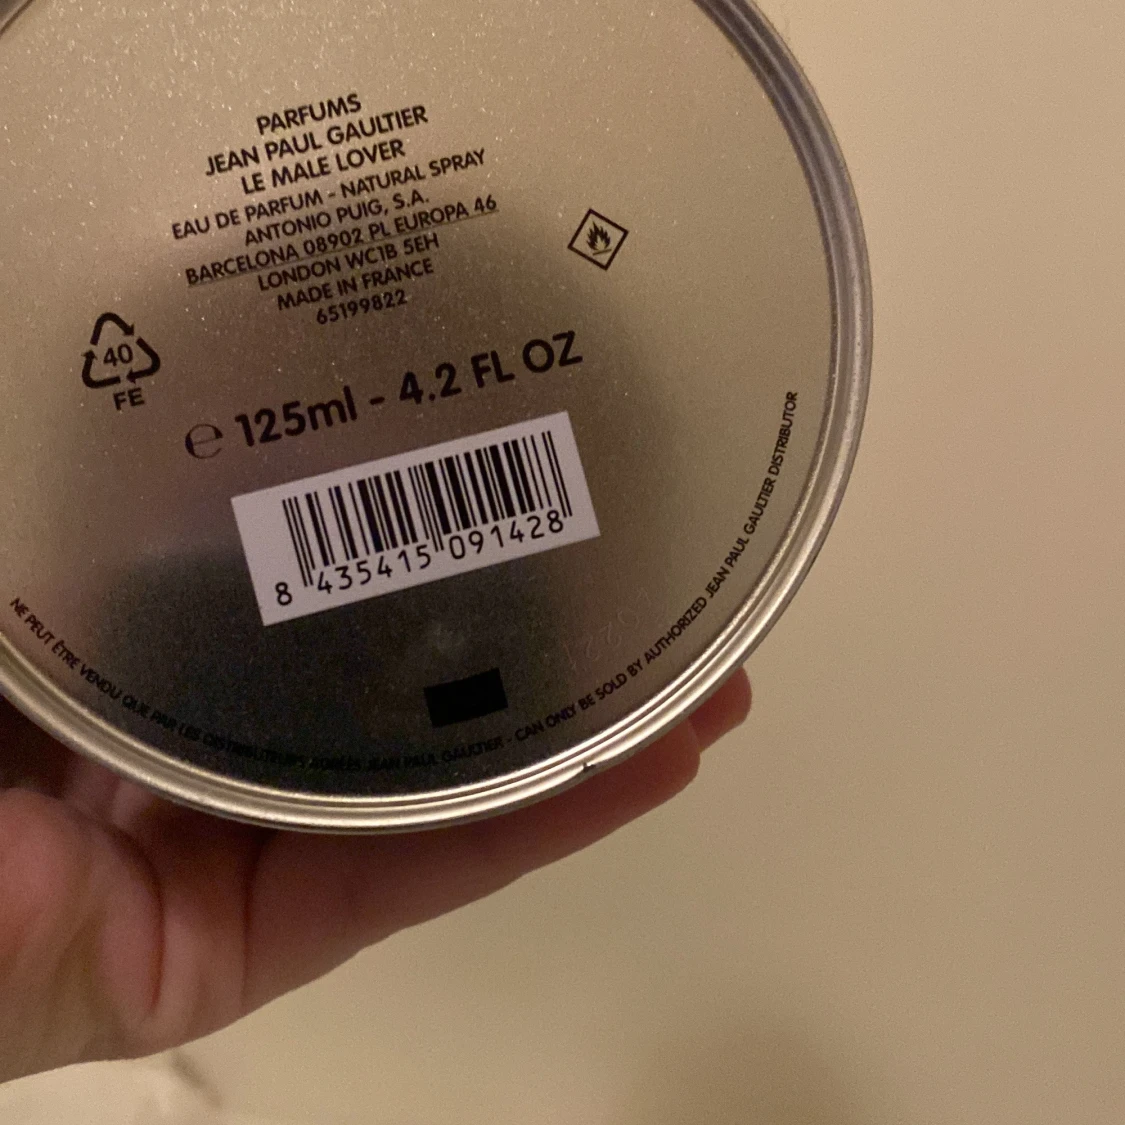 PARFUMS
JEAN PAUL GAULTIER
LE MALE LOVER
EAU DE PARFUM - NATURAL SPRAY
ANTONIO PUIG, S.A.
BARCELONA 08902 PL EUROPA 46
LONDON WC1B 5EH
MADE IN FRANCE
65199822
40
FE
℮ 125ml - 4.2 FL OZ
8 435415 091428
NE PEUT ÊTRE VENDU QUE PAR LES DISTRIBUTEURS AGRÉÉS JEAN PAUL GAULTIER - CAN ONLY BE SOLD BY AUTHORIZED JEAN PAUL GAULTIER DISTRIBUTOR